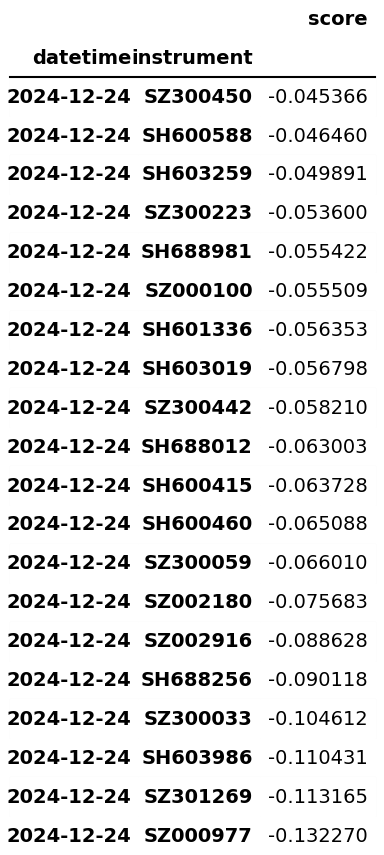 score
datetime instrument
2024-12-24 SZ300450 -0.045366
2024-12-24 SH600588 -0.046460
2024-12-24 SH603259 -0.049891
2024-12-24 SZ300223 -0.053600
2024-12-24 SH688981 -0.055422
2024-12-24 SZ000100 -0.055509
2024-12-24 SH601336 -0.056353
2024-12-24 SH603019 -0.056798
2024-12-24 SZ300442 -0.058210
2024-12-24 SH688012 -0.063003
2024-12-24 SH600415 -0.063728
2024-12-24 SH600460 -0.065088
2024-12-24 SZ300059 -0.066010
2024-12-24 SZ002180 -0.075683
2024-12-24 SZ002916 -0.088628
2024-12-24 SH688256 -0.090118
2024-12-24 SZ300033 -0.104612
2024-12-24 SH603986 -0.110431
2024-12-24 SZ301269 -0.113165
2024-12-24 SZ000977 -0.132270